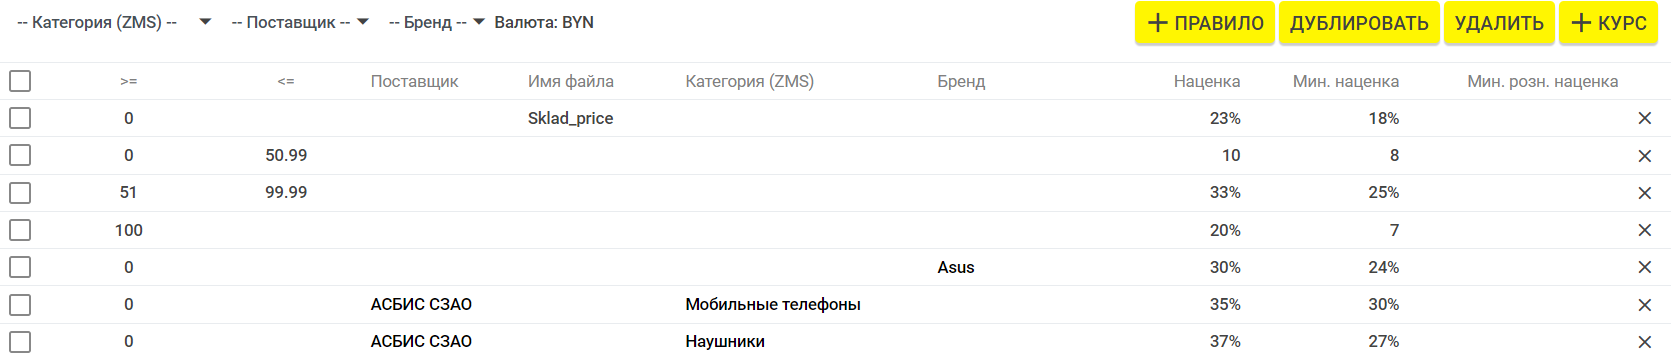 -- Категория (ZMS) -- -- Поставщик -- -- Бренд -- Валюта: BYN + ПРАВИЛО ДУБЛИРОВАТЬ УДАЛИТЬ + КУРС
>= <= Поставщик Имя файла Категория (ZMS) Бренд Наценка Мин. наценка Мин. розн. наценка
0 Sklad_price 23% 18% ×
0 50.99 10 8 ×
51 99.99 33% 25% ×
100 20% 7 ×
0 Asus 30% 24% ×
0 АСБИС СЗАО Мобильные телефоны 35% 30% ×
0 АСБИС СЗАО Наушники 37% 27% ×